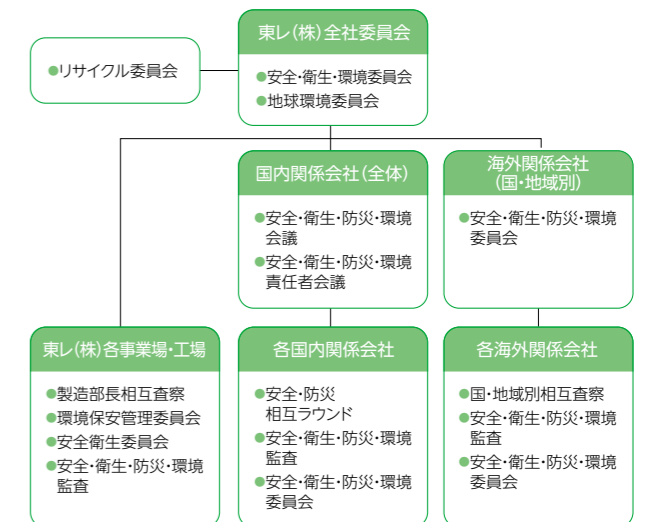 東レ(株)全社委員会
●安全・衛生・環境委員会
●地球環境委員会
●リサイクル委員会
国内関係会社(全体)
●安全・衛生・防災・環境
会議
●安全・衛生・防災・環境
責任者会議
海外関係会社
(国・地域別)
●安全・衛生・防災・環境
委員会
東レ(株)各事業場・工場
●製造部長相互査察
●環境保安管理委員会
●安全衛生委員会
●安全・衛生・防災・環境
監査
各国内関係会社
●安全・防災
相互ラウンド
●安全・衛生・防災・環境
監査
●安全・衛生・防災・環境
委員会
各海外関係会社
●国・地域別相互査察
●安全・衛生・防災・環境
監査
●安全・衛生・防災・環境
委員会